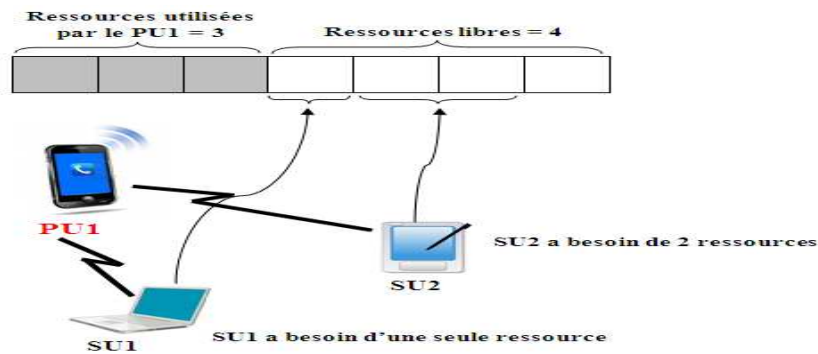 Ressources utilisées
par le PU1 = 3
Ressources libres = 4
PU1
SU2 a besoin de 2 ressources
SU2
SU1 a besoin d'une seule ressource
SU1